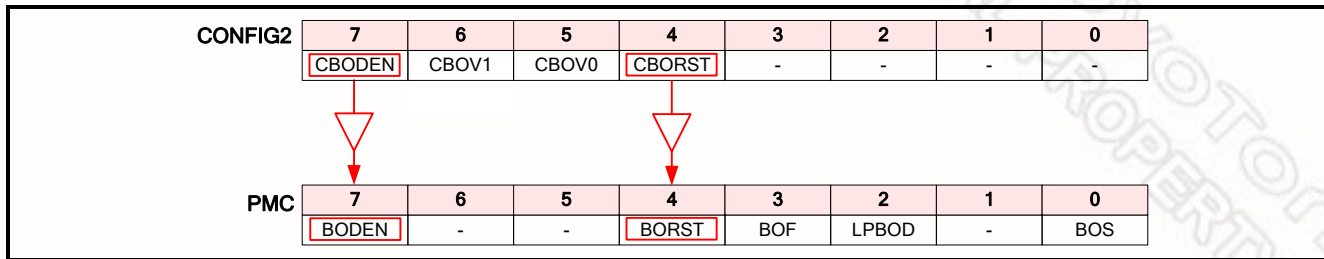 CONFIG2 7 6 5 4 3 2 1 0
CBODEN CBOV1 CBOV0 CBORST - - - -
PMC 7 6 5 4 3 2 1 0
BODEN - - BORST BOF LPBOD - BOS